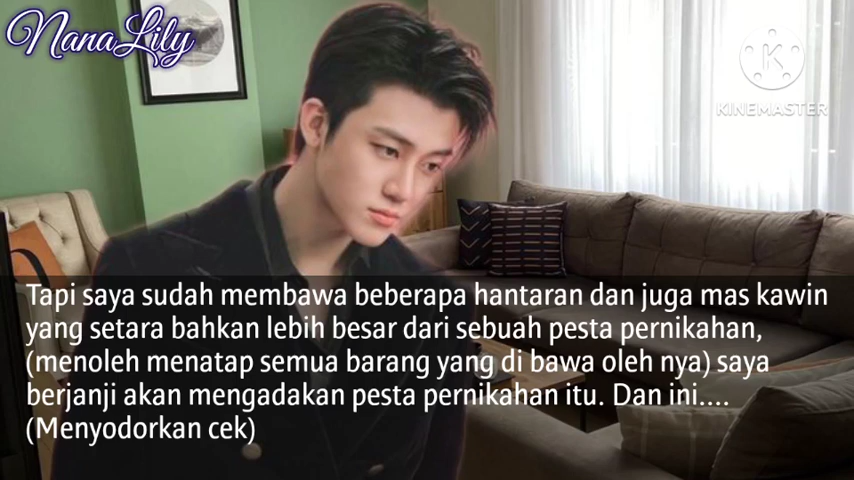 NanaLily
KINEMASTER
Tapi saya sudah membawa beberapa hantaran dan juga mas kawin
yang setara bahkan lebih besar dari sebuah pesta pernikahan,
(menoleh menatap semua barang yang di bawa oleh nya) saya
berjanji akan mengadakan pesta pernikahan itu. Dan ini....
(Menyodorkan cek)